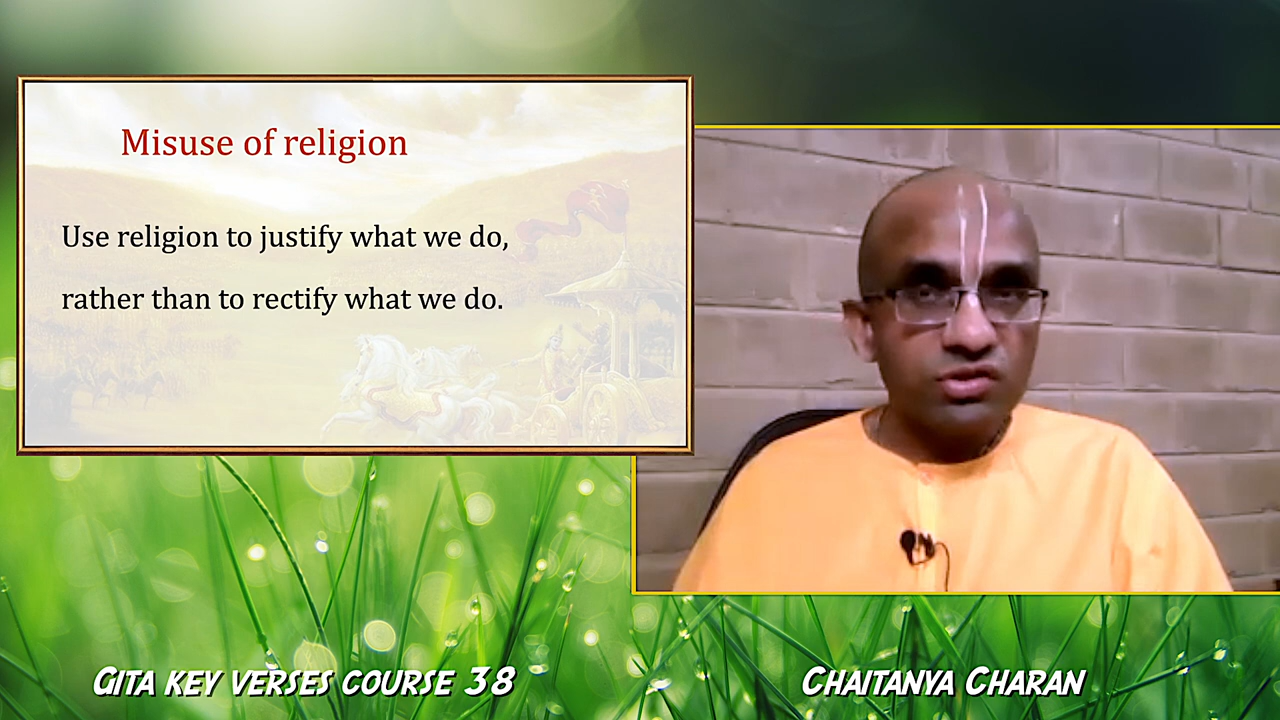 Misuse of religion
Use religion to justify what we do,
rather than to rectify what we do.
GITA KEY VERSES COURSE 38
CHAITANYA CHARAN